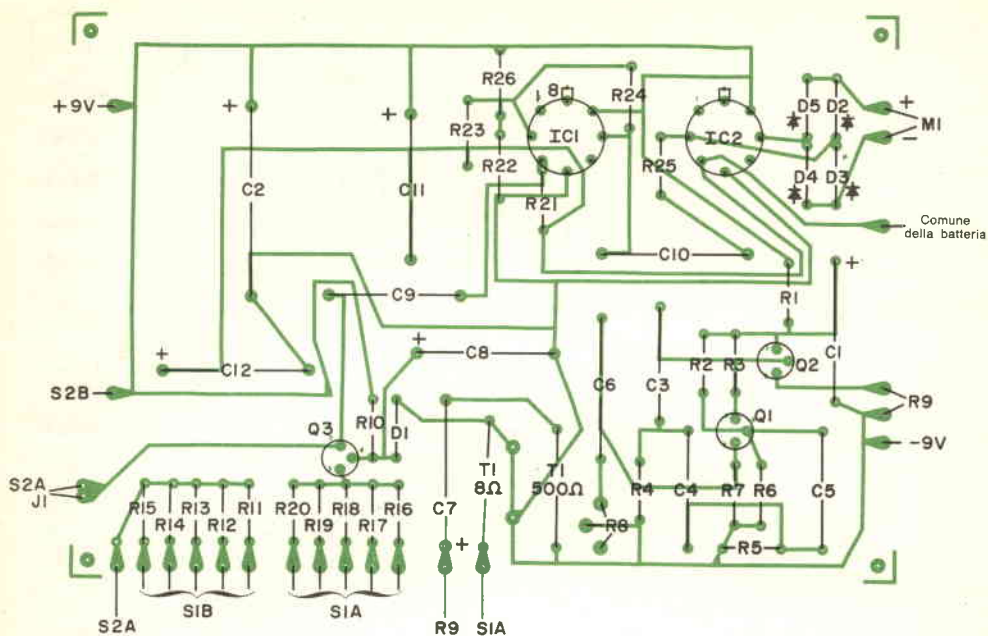 +9V
+
C2
+
C11
R26
R23
R22
8
IC1
R21
R24
R25
IC2
D5 D2
D4 D3
+
M1
-
Comune
della batteria
C10
C9
R1
+
C1
+
C12
+
C8
C6
C3
R2
R3
Q2
R9
S2B
Q3
R10
D1
Q1
-9V
S2A
J1
R15
R14
R13
R12
R11
R20
R19
R18
R17
R16
C7
T1
8Ω
T1
500Ω
R8
R4
C4
R7
R6
R5
C5
+
S2A
S1B
S1A
R9
S1A